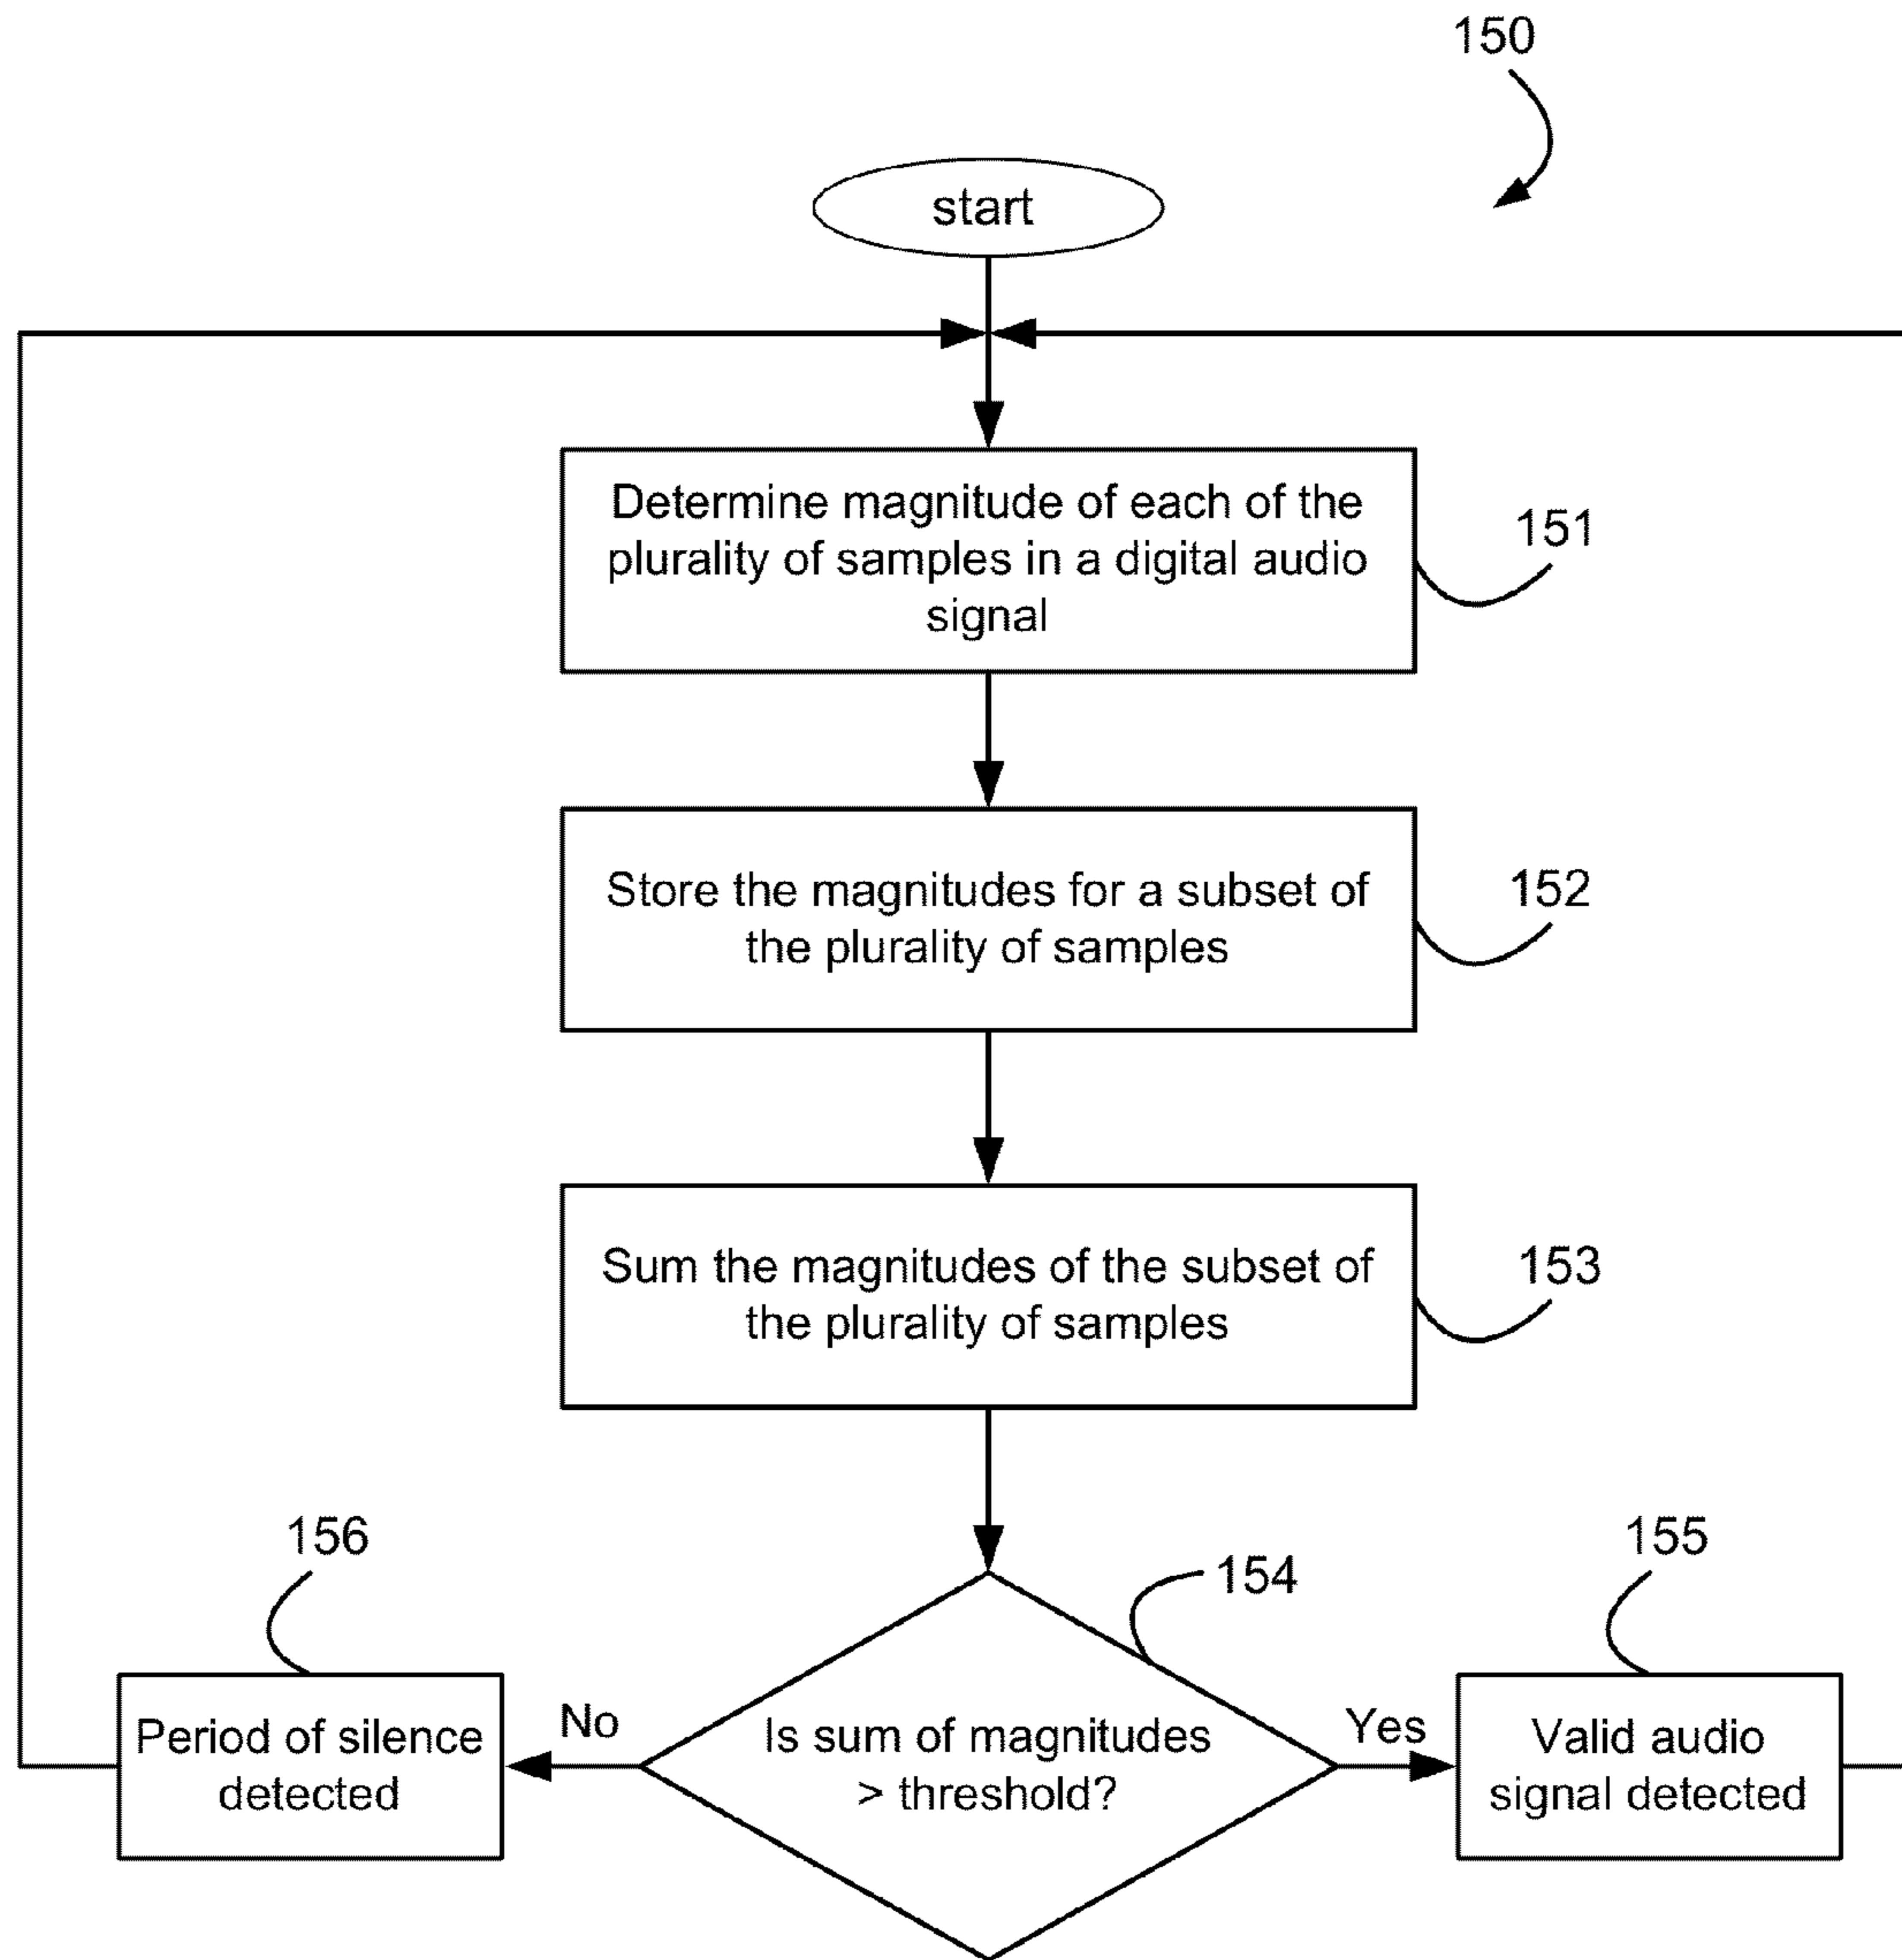 150
start
Determine magnitude of each of the
plurality of samples in a digital audio
signal
151
Store the magnitudes for a subset of
the plurality of samples
152
Sum the magnitudes of the subset of
the plurality of samples
153
156
154
155
Period of silence
detected
No
Is sum of magnitudes
> threshold?
Yes
Valid audio
signal detected